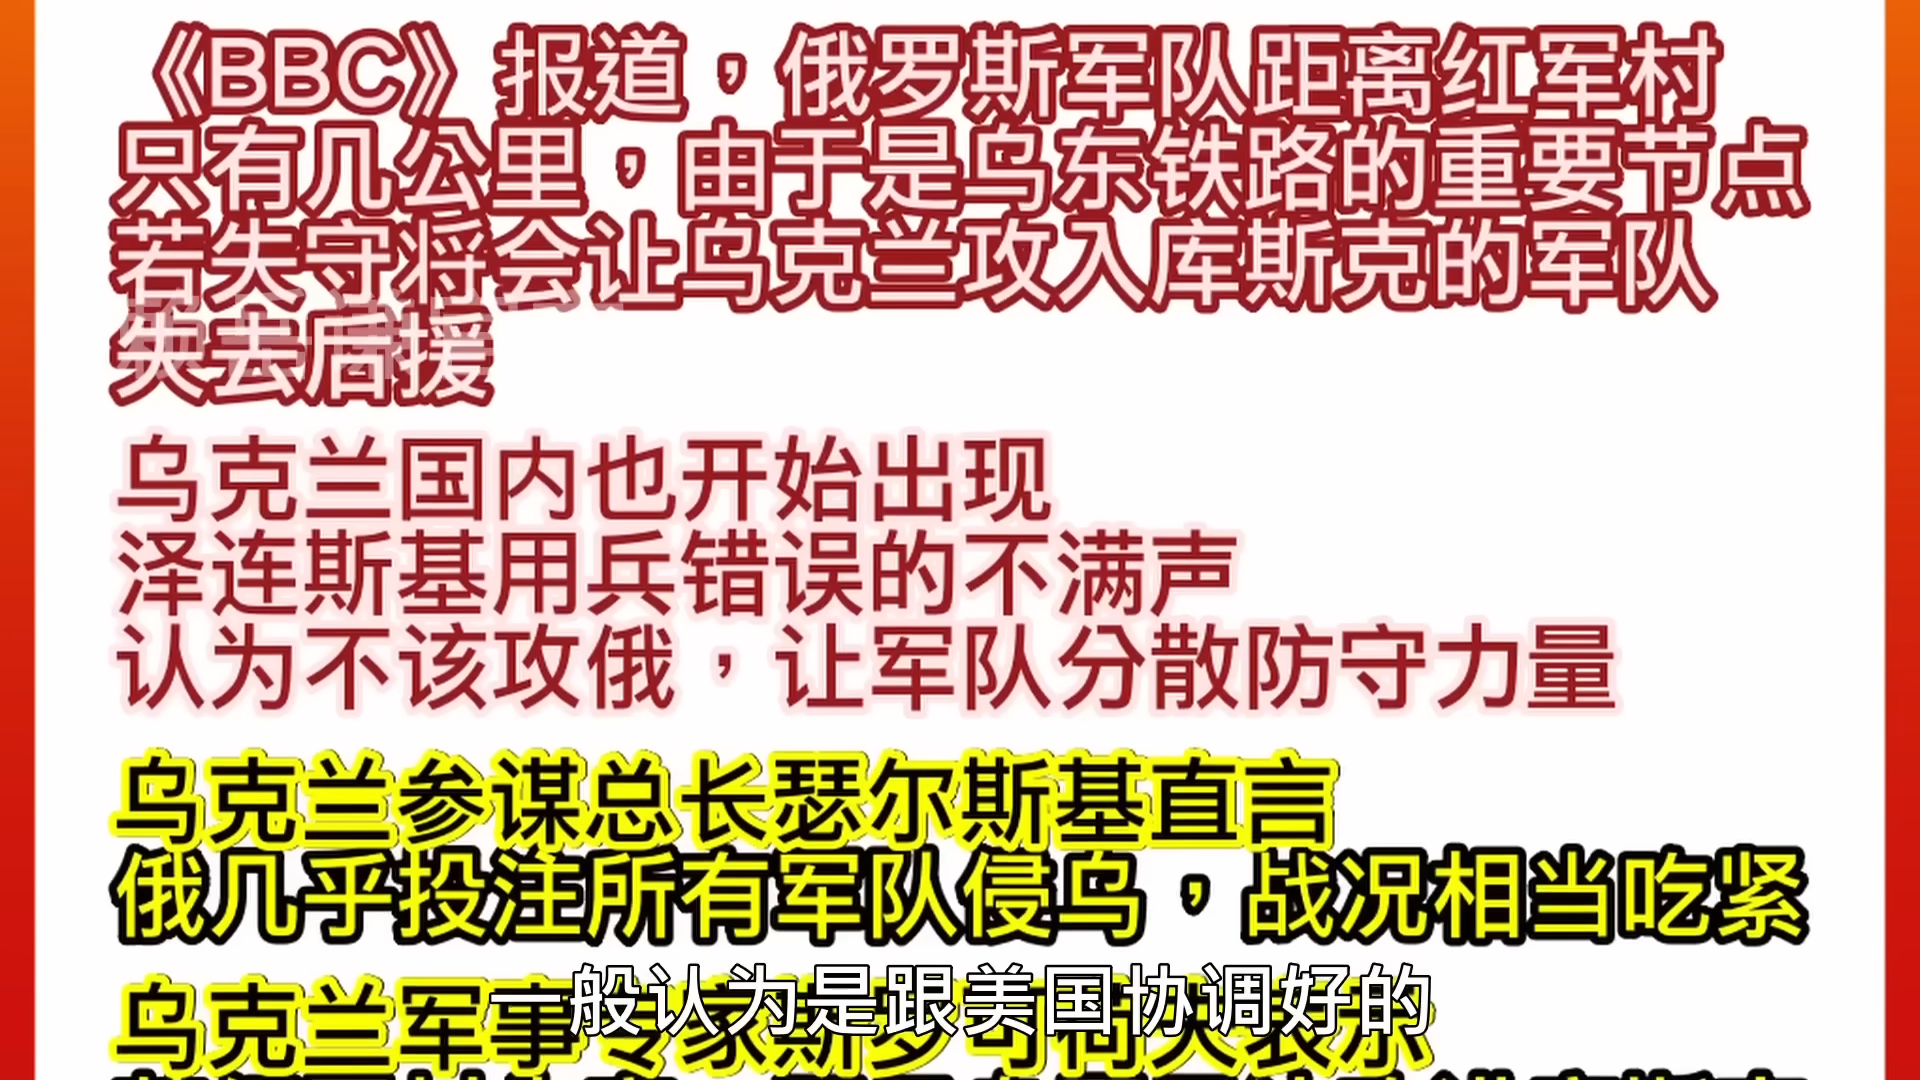 《BBC》报道，俄罗斯军队距离红军村
只有几公里，由于是乌东铁路的重要节点
若失守将会让乌克兰攻入库斯克的军队
失去后援
乌克兰国内也开始出现
泽连斯基用兵错误的不满声
认为不该攻俄，让军队分散防守力量
乌克兰参谋总长瑟尔斯基直言
俄几乎投注所有军队侵乌，战况相当吃紧
乌克兰军事专家斯罗
表示
一般认为是跟美国协调好的